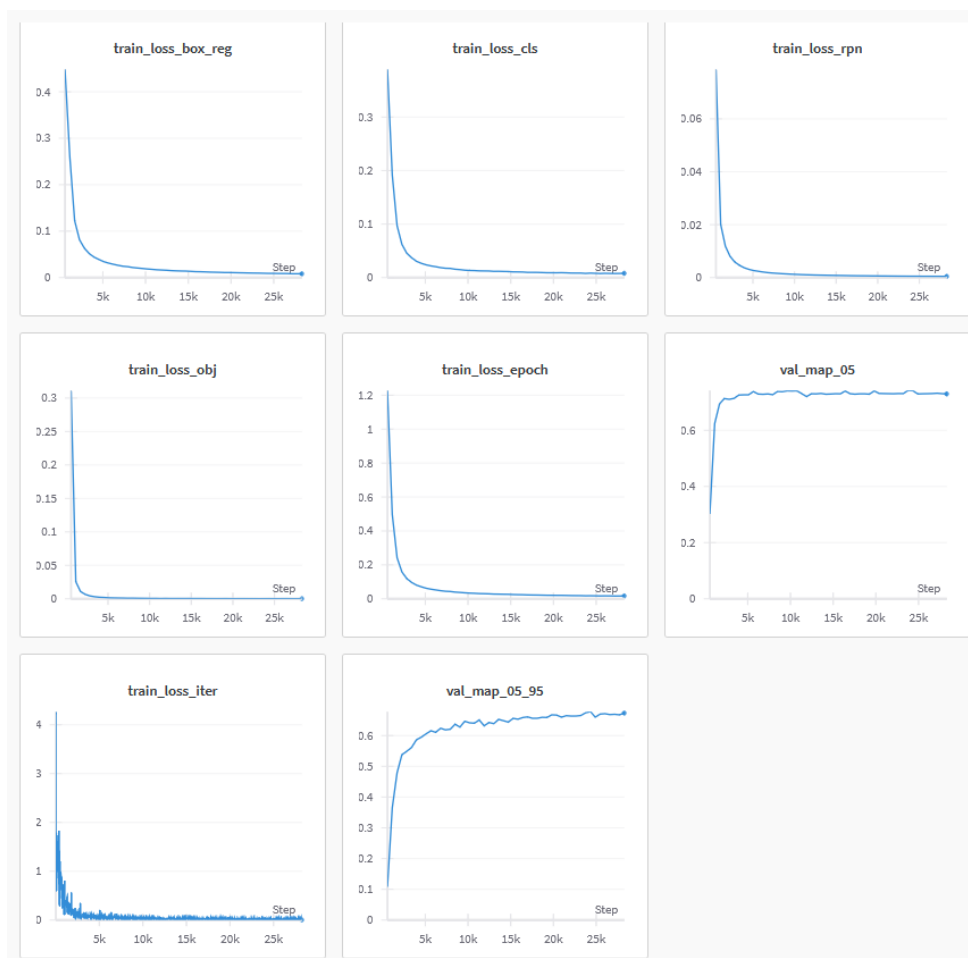 train_loss_box_reg
0.4
0.3
0.2
0.1
0
Step
5k 10k 15k 20k 25k
train_loss_cls
0.3
0.2
0.1
0
Step
5k 10k 15k 20k 25k
train_loss_rpn
0.06
0.04
0.02
0
Step
5k 10k 15k 20k 25k
train_loss_obj
0.3
0.25
0.2
0.15
0.1
0.05
0
Step
5k 10k 15k 20k 25k
train_loss_epoch
1.2
1
0.8
0.6
0.4
0.2
0
Step
5k 10k 15k 20k 25k
val_map_05
0.6
0.4
0.2
0
Step
5k 10k 15k 20k 25k
train_loss_iter
4
3
2
1
0
Step
5k 10k 15k 20k 25k
val_map_05_95
0.6
0.5
0.4
0.3
0.2
0.1
0
Step
5k 10k 15k 20k 25k